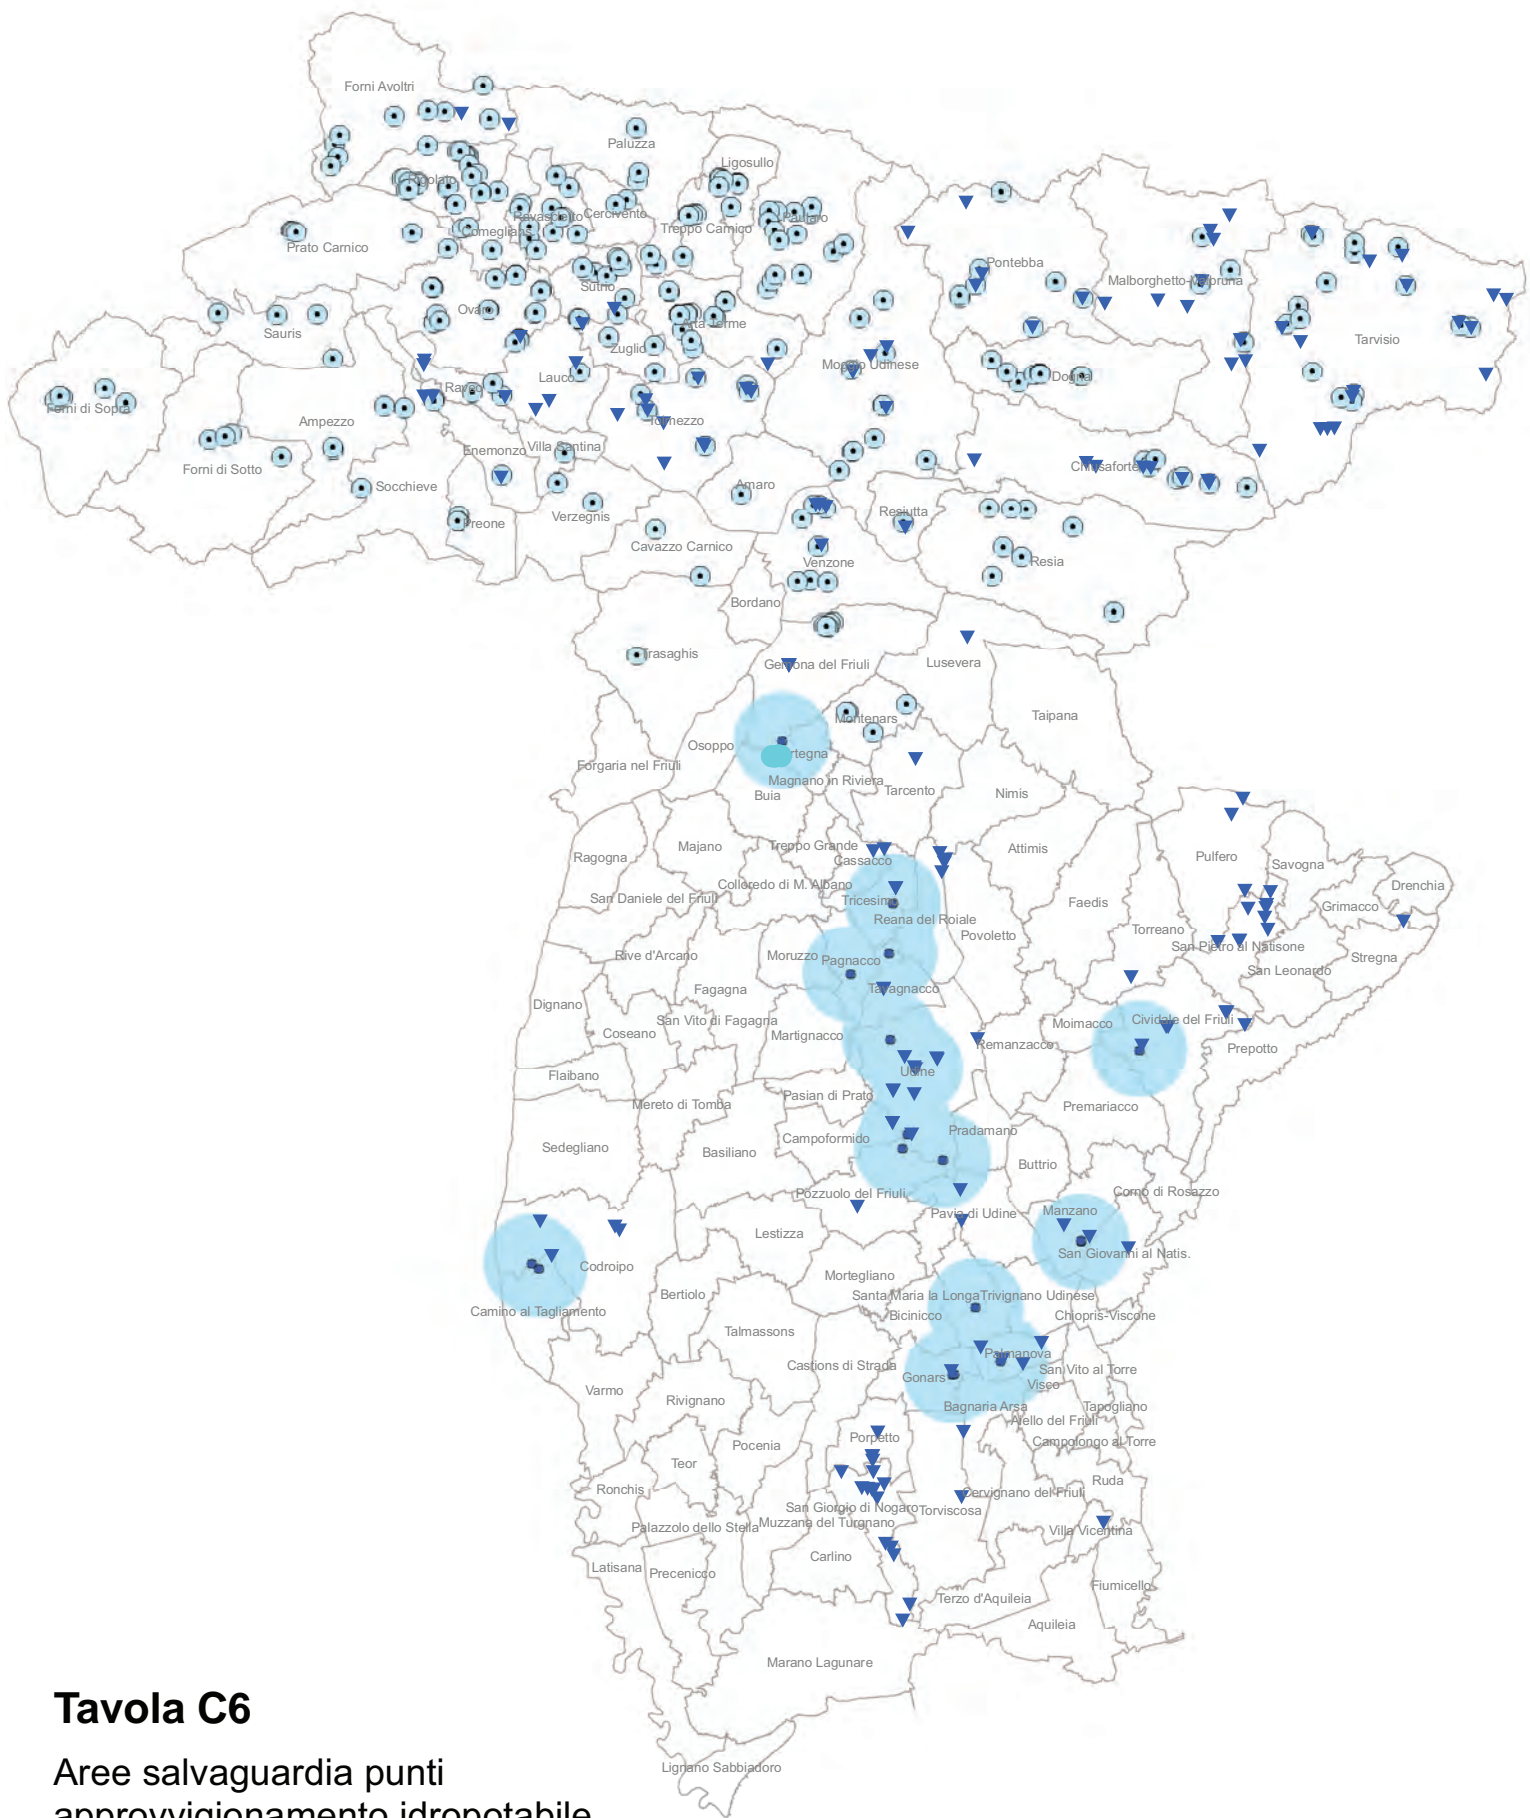 Forni Avoltri
Paluzza
Ligosullo
Rigolato
Ravascletto
Cercivento
Paularo
Prato Carnico
Comeglians
Treppo Carnico
Pontebba
Malborghetto-Valbruna
Sutrio
Ovaro
Sauris
Arta Terme
Tarvisio
Zuglio
Moggio Udinese
Lauco
Dogna
Raveo
Forni di Sopra
Ampezzo
Tolmezzo
Enemonzo
Villa Santina
Forni di Sotto
Chiusaforte
Socchieve
Amaro
Resiutta
Preone
Verzegnis
Cavazzo Carnico
Venzone
Resia
Bordano
Trasaghis
Gemona del Friuli
Lusevera
Montenars
Taipana
Osoppo
Artegna
Forgaria nel Friuli
Magnano in Riviera
Buia
Tarcento
Nimis
Majano
Treppo Grande
Cassacco
Attimis
Ragogna
Pulfero
Savogna
Colloredo di M. Albano
Drenchia
San Daniele del Friuli
Tricesimo
Faedis
Grimacco
Reana del Roiale
Povoletto
Torreano
San Pietro al Natisone
Rive d'Arcano
Moruzzo
Pagnacco
Stregna
San Leonardo
Fagagna
Tavagnacco
Dignano
San Vito di Fagagna
Moimacco
Cividale del Friuli
Coseano
Martignacco
Remanzacco
Prepotto
Flaibano
Udine
Pasian di Prato
Mereto di Tomba
Premariacco
Campoformido
Pradamano
Sedegliano
Basiliano
Buttrio
Pozzuolo del Friuli
Corno di Rosazzo
Pavia di Udine
Manzano
Lestizza
San Giovanni al Natis.
Codroipo
Mortegliano
Bertiolo
Santa Maria la Longa
Trivignano Udinese
Camino al Tagliamento
Bicinicco
Chiopris-Viscone
Talmassons
Palmanova
Castions di Strada
San Vito al Torre
Gonars
Visco
Varmo
Rivignano
Bagnaria Arsa
Tapogliano
Aiello del Friuli
Porpetto
Campolongo al Torre
Pocenia
Teor
Ruda
Ronchis
Cervignano del Friuli
San Giorgio di Nogaro
Torviscosa
Palazzolo dello Stella
Muzzana del Turgnano
Villa Vicentina
Carlino
Latisana
Precenicco
Fiumicello
Terzo d'Aquileia
Aquileia
Marano Lagunare
Lignano Sabbiadoro
Tavola C6
Aree salvaguardia punti
approvvigionamento idropotabile